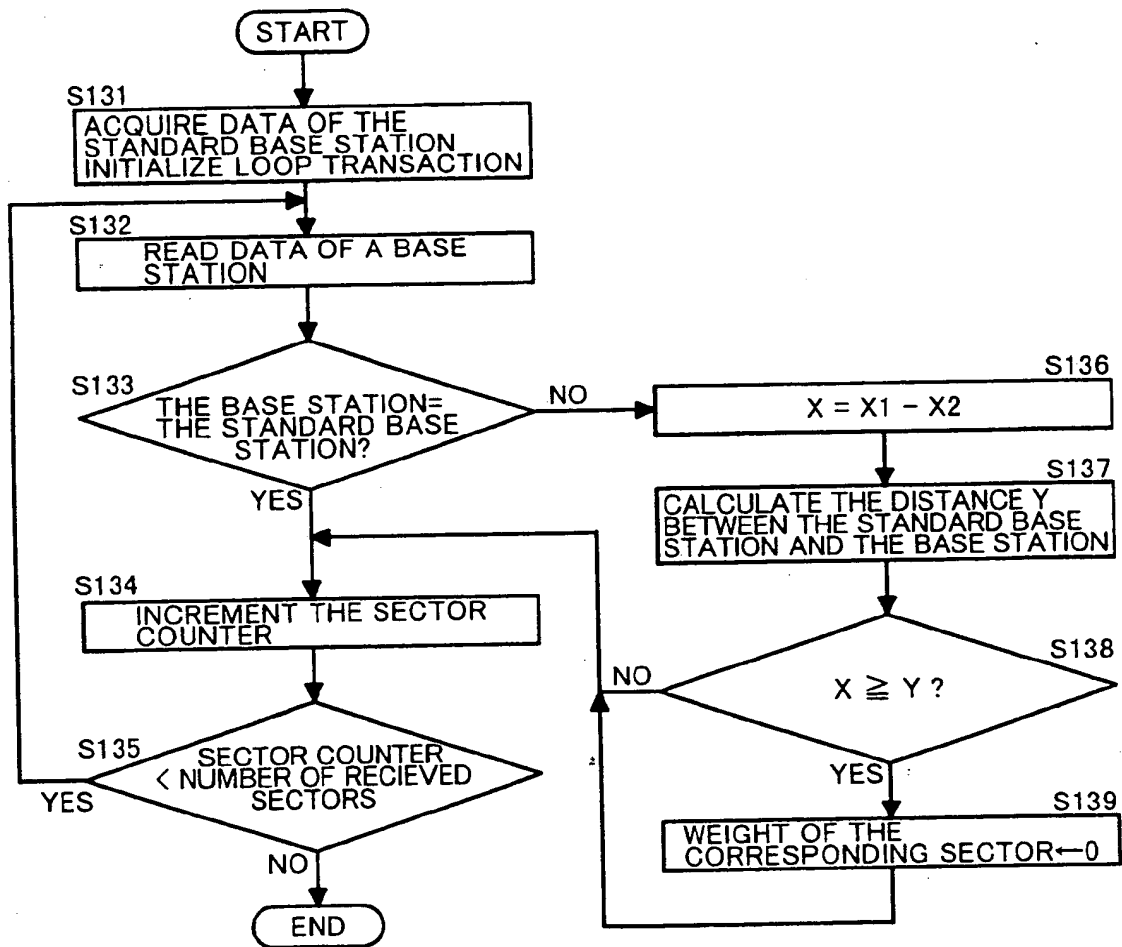 START
S131
ACQUIRE DATA OF THE
STANDARD BASE STATION
INITIALIZE LOOP TRANSACTION
S132
READ DATA OF A BASE
STATION
S133
THE BASE STATION=
THE STANDARD BASE
STATION?
NO
YES
S134
INCREMENT THE SECTOR
COUNTER
S135
SECTOR COUNTER
< NUMBER OF RECIEVED
SECTORS
YES
NO
END
S136
X = X1 − X2
S137
CALCULATE THE DISTANCE Y
BETWEEN THE STANDARD BASE
STATION AND THE BASE STATION
S138
X ≧ Y ?
NO
YES
S139
WEIGHT OF THE
CORRESPONDING SECTOR←0